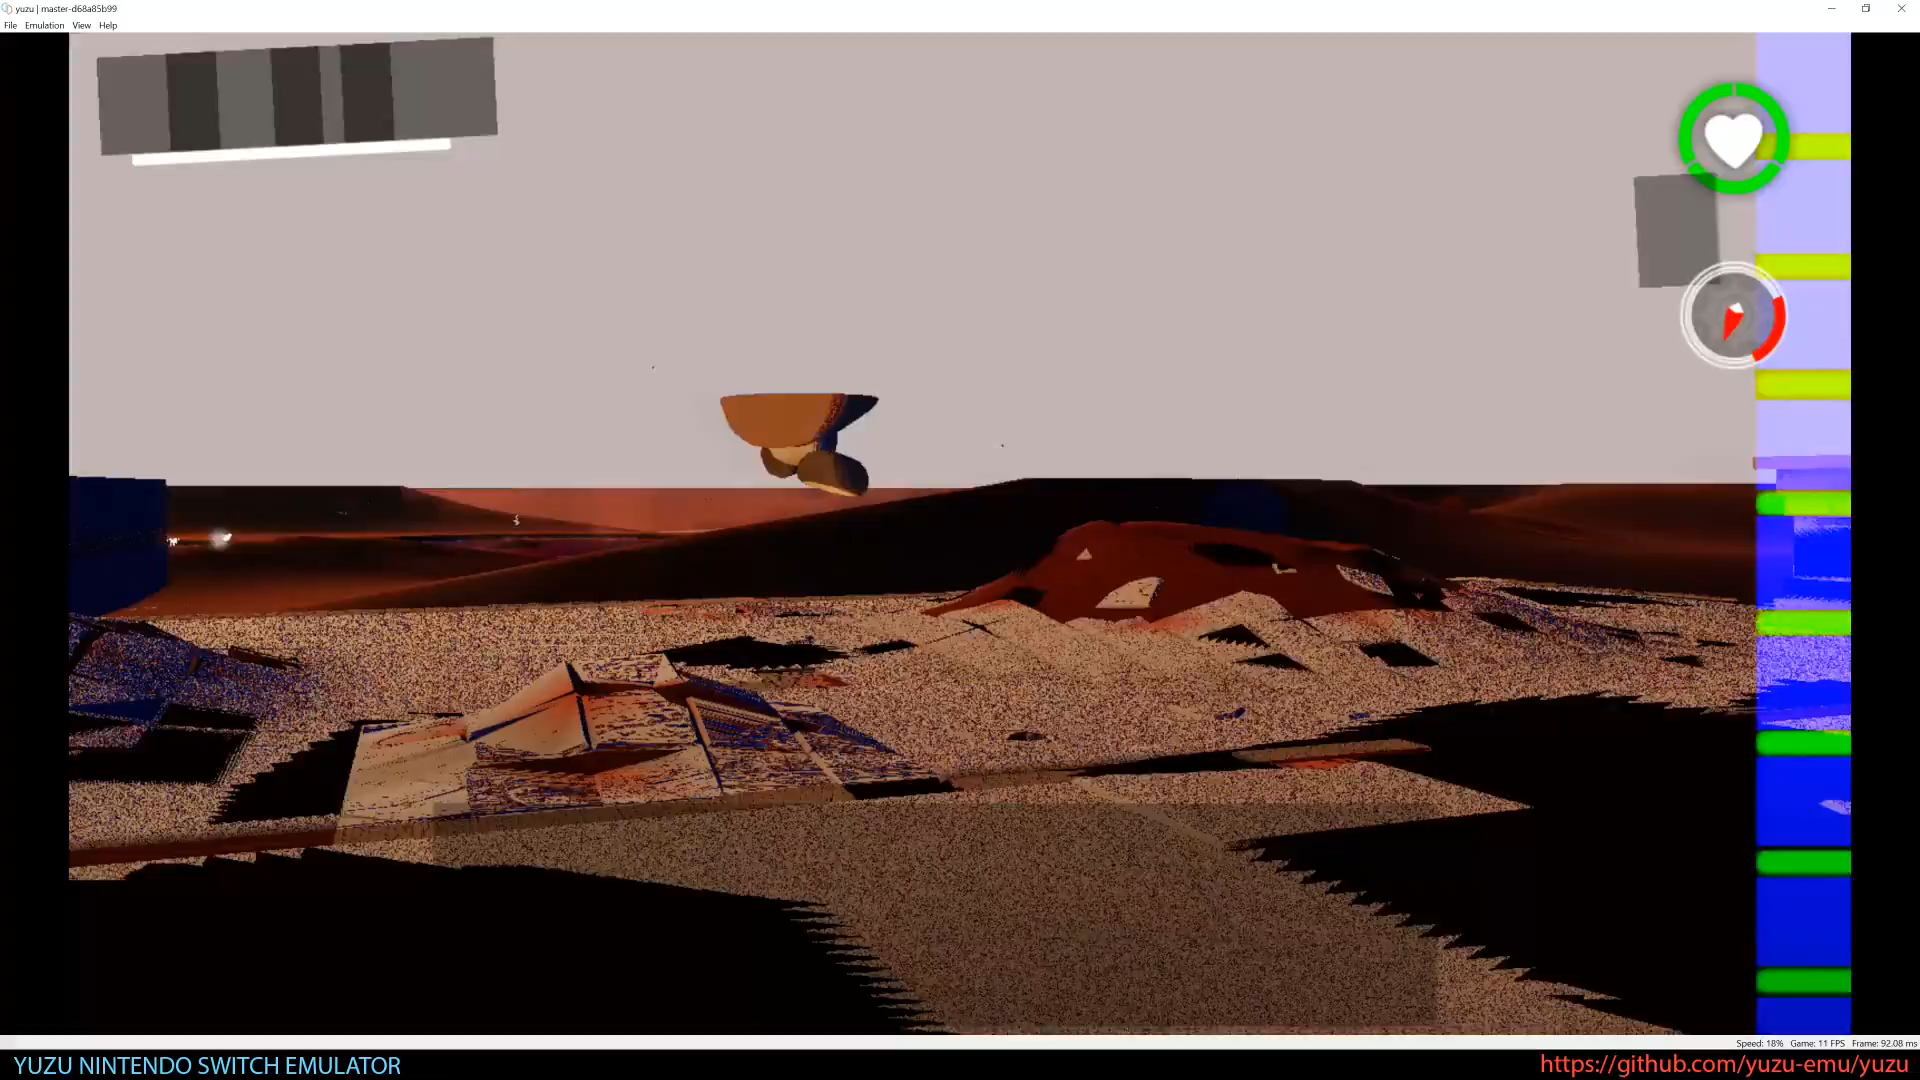 yuzu | master-d68a85b99
File Emulation View Help
Speed: 18% Game: 11 FPS Frame: 92.08 ms
YUZU NINTENDO SWITCH EMULATOR
https://github.com/yuzu-emu/yuzu